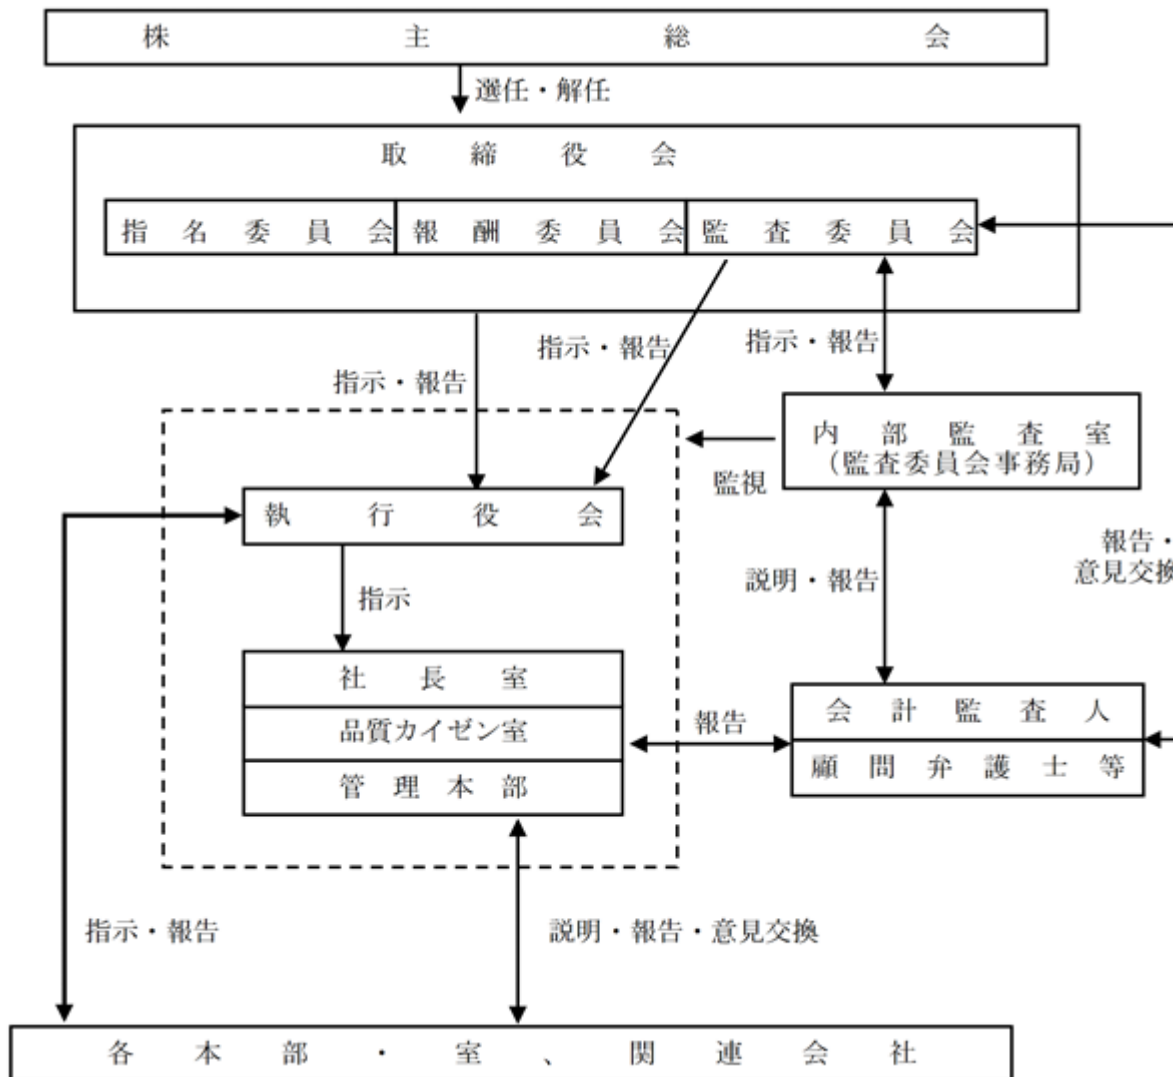 株主総会
選任・解任
取締役会
指名委員会
報酬委員会
監査委員会
指示・報告
指示・報告
指示・報告
内部監査室
（監査委員会事務局）
監視
執行役会
報告・
意見交換
説明・報告
指示
社長室
品質カイゼン室
管理本部
報告
会計監査人
顧問弁護士等
指示・報告
説明・報告・意見交換
各本部・室、関連会社